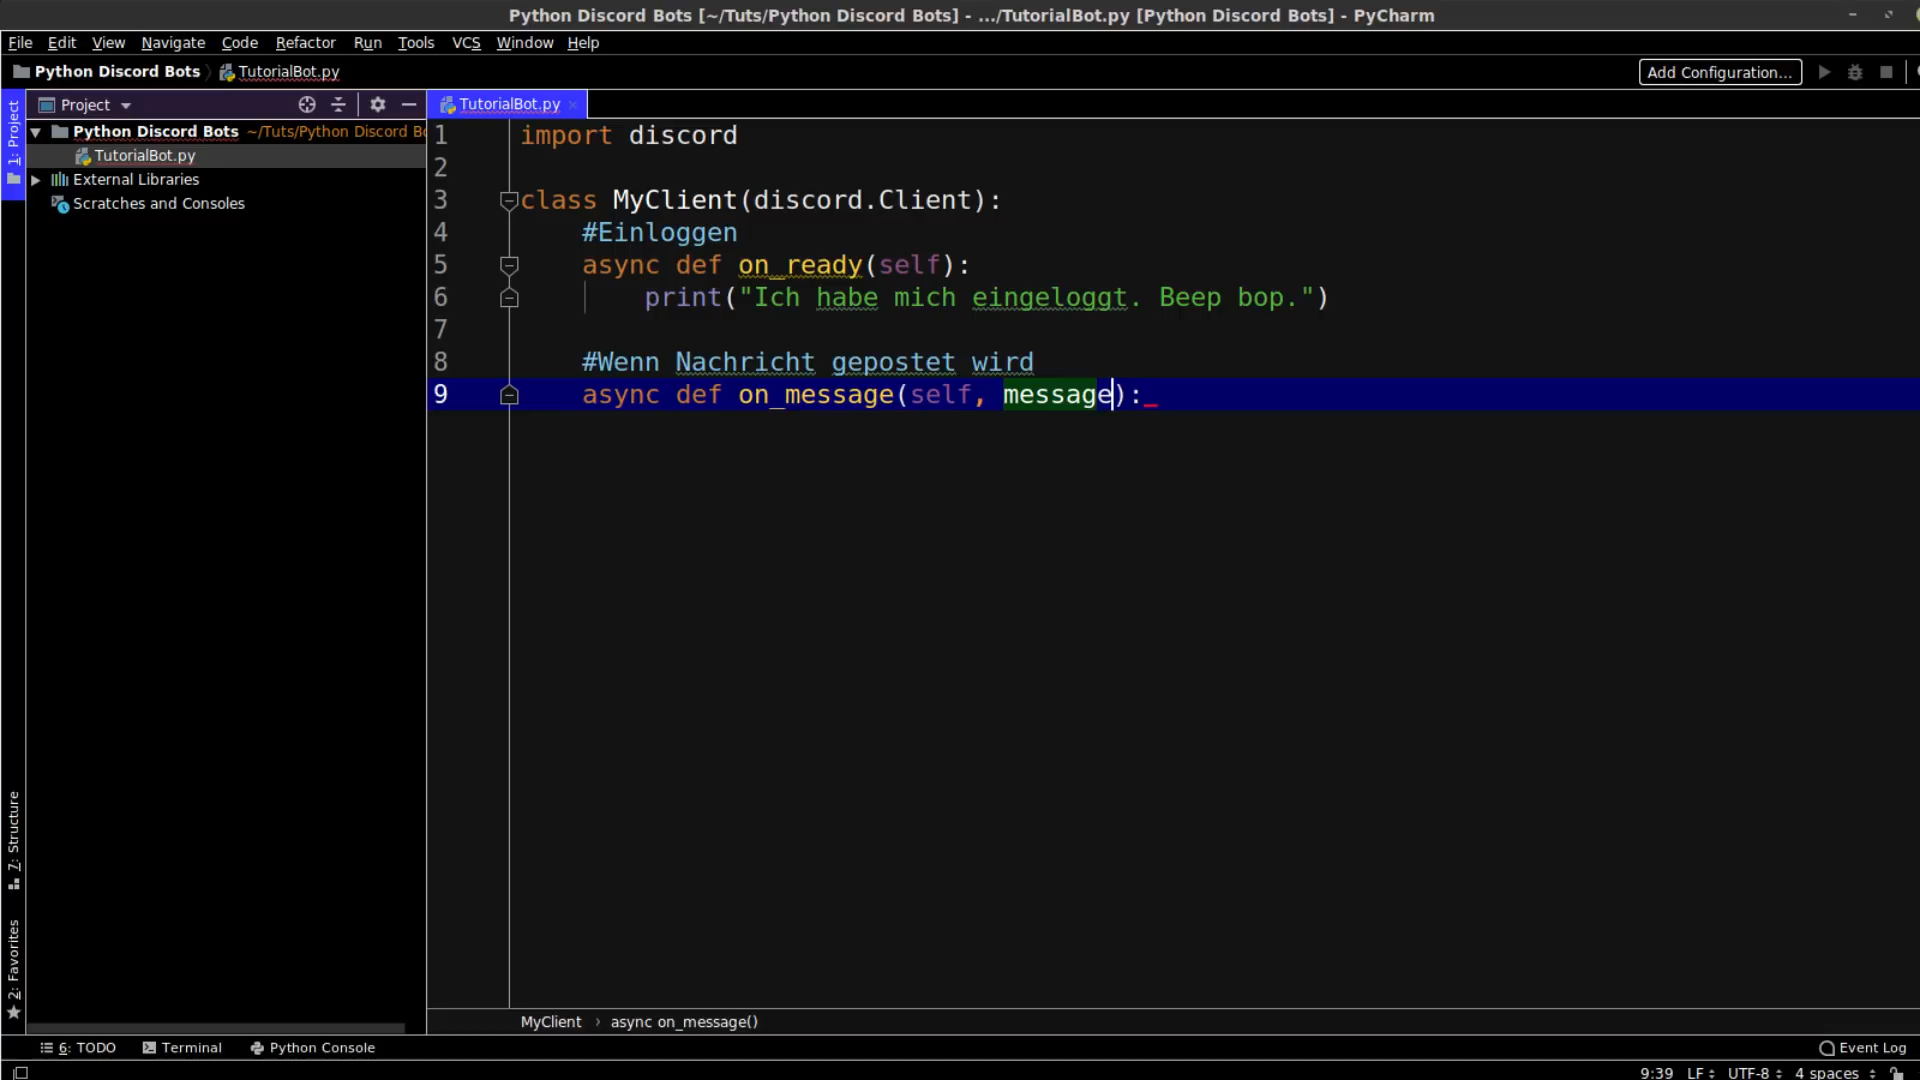 Python Discord Bots [~/Tuts/Python Discord Bots] - .../TutorialBot.py [Python Discord Bots] - PyCharm
File Edit View Navigate Code Refactor Run Tools VCS Window Help
Python Discord Bots TutorialBot.py Add Configuration...
1: Project
Project
Python Discord Bots ~/Tuts/Python Discord Bo
TutorialBot.py
External Libraries
Scratches and Consoles
7: Structure
2: Favorites
TutorialBot.py
1 import discord
2
3 class MyClient(discord.Client):
4 #Einloggen
5 async def on_ready(self):
6 print("Ich habe mich eingeloggt. Beep bop.")
7
8 #Wenn Nachricht gepostet wird
9 async def on_message(self, message):
MyClient › async on_message()
6: TODO Terminal Python Console Event Log
9:39 LF UTF-8 4 spaces